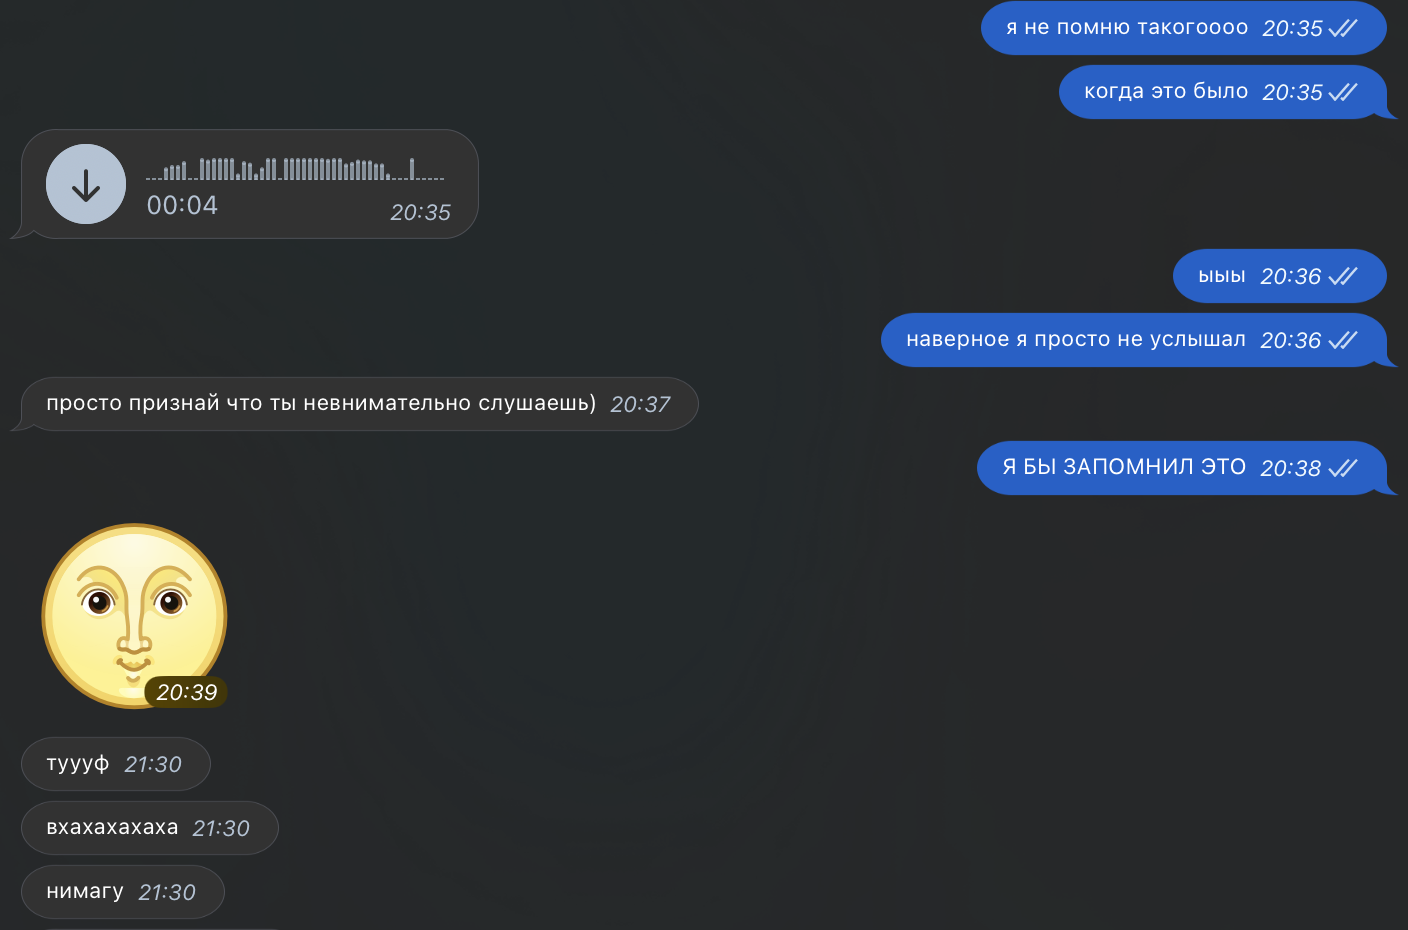 я не помню такогоооо 20:35
когда это было 20:35
00:04 20:35
ыыы 20:36
наверное я просто не услышал 20:36
просто признай что ты невнимательно слушаешь) 20:37
Я БЫ ЗАПОМНИЛ ЭТО 20:38
20:39
туууф 21:30
вхахахахаха 21:30
нимагу 21:30